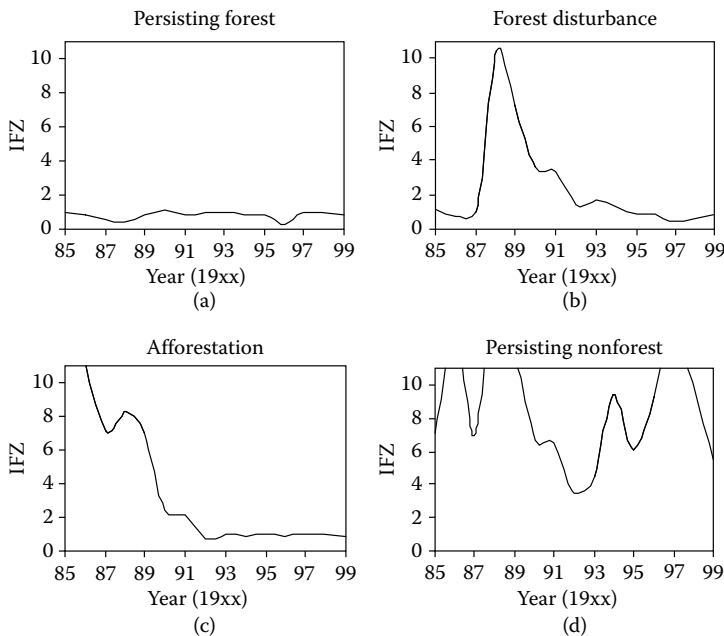 Persisting forest
10
8
6
4
2
0
IFZ
85 87 89 91 93 95 97 99
Year (19xx)
(a)
Forest disturbance
10
8
6
4
2
0
IFZ
85 87 89 91 93 95 97 99
Year (19xx)
(b)
Afforestation
10
8
6
4
2
0
IFZ
85 87 89 91 93 95 97 99
Year (19xx)
(c)
Persisting nonforest
10
8
6
4
2
0
IFZ
85 87 89 91 93 95 97 99
Year (19xx)
(d)